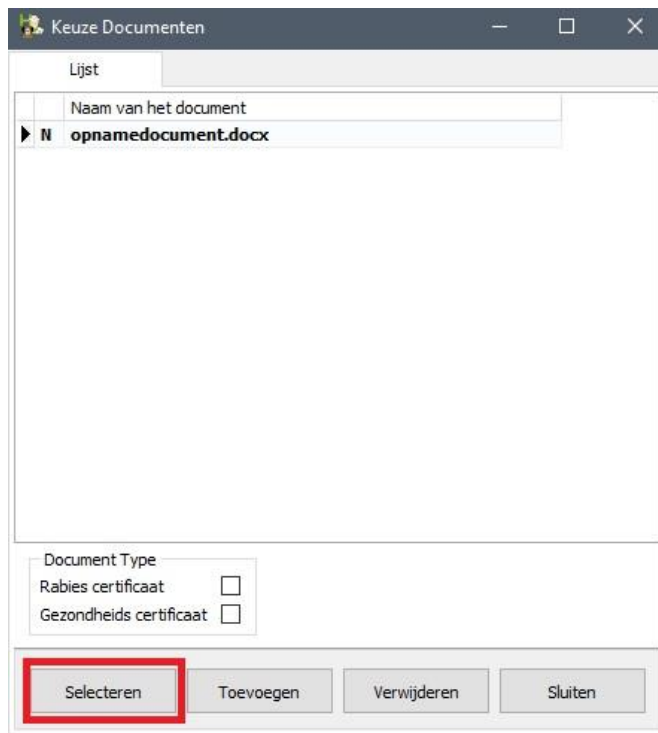 Keuze Documenten
Lijst
Naam van het document
N opnamedocument.docx
Document Type
Rabies certificaat
Gezondheids certificaat
Selecteren Toevoegen Verwijderen Sluiten